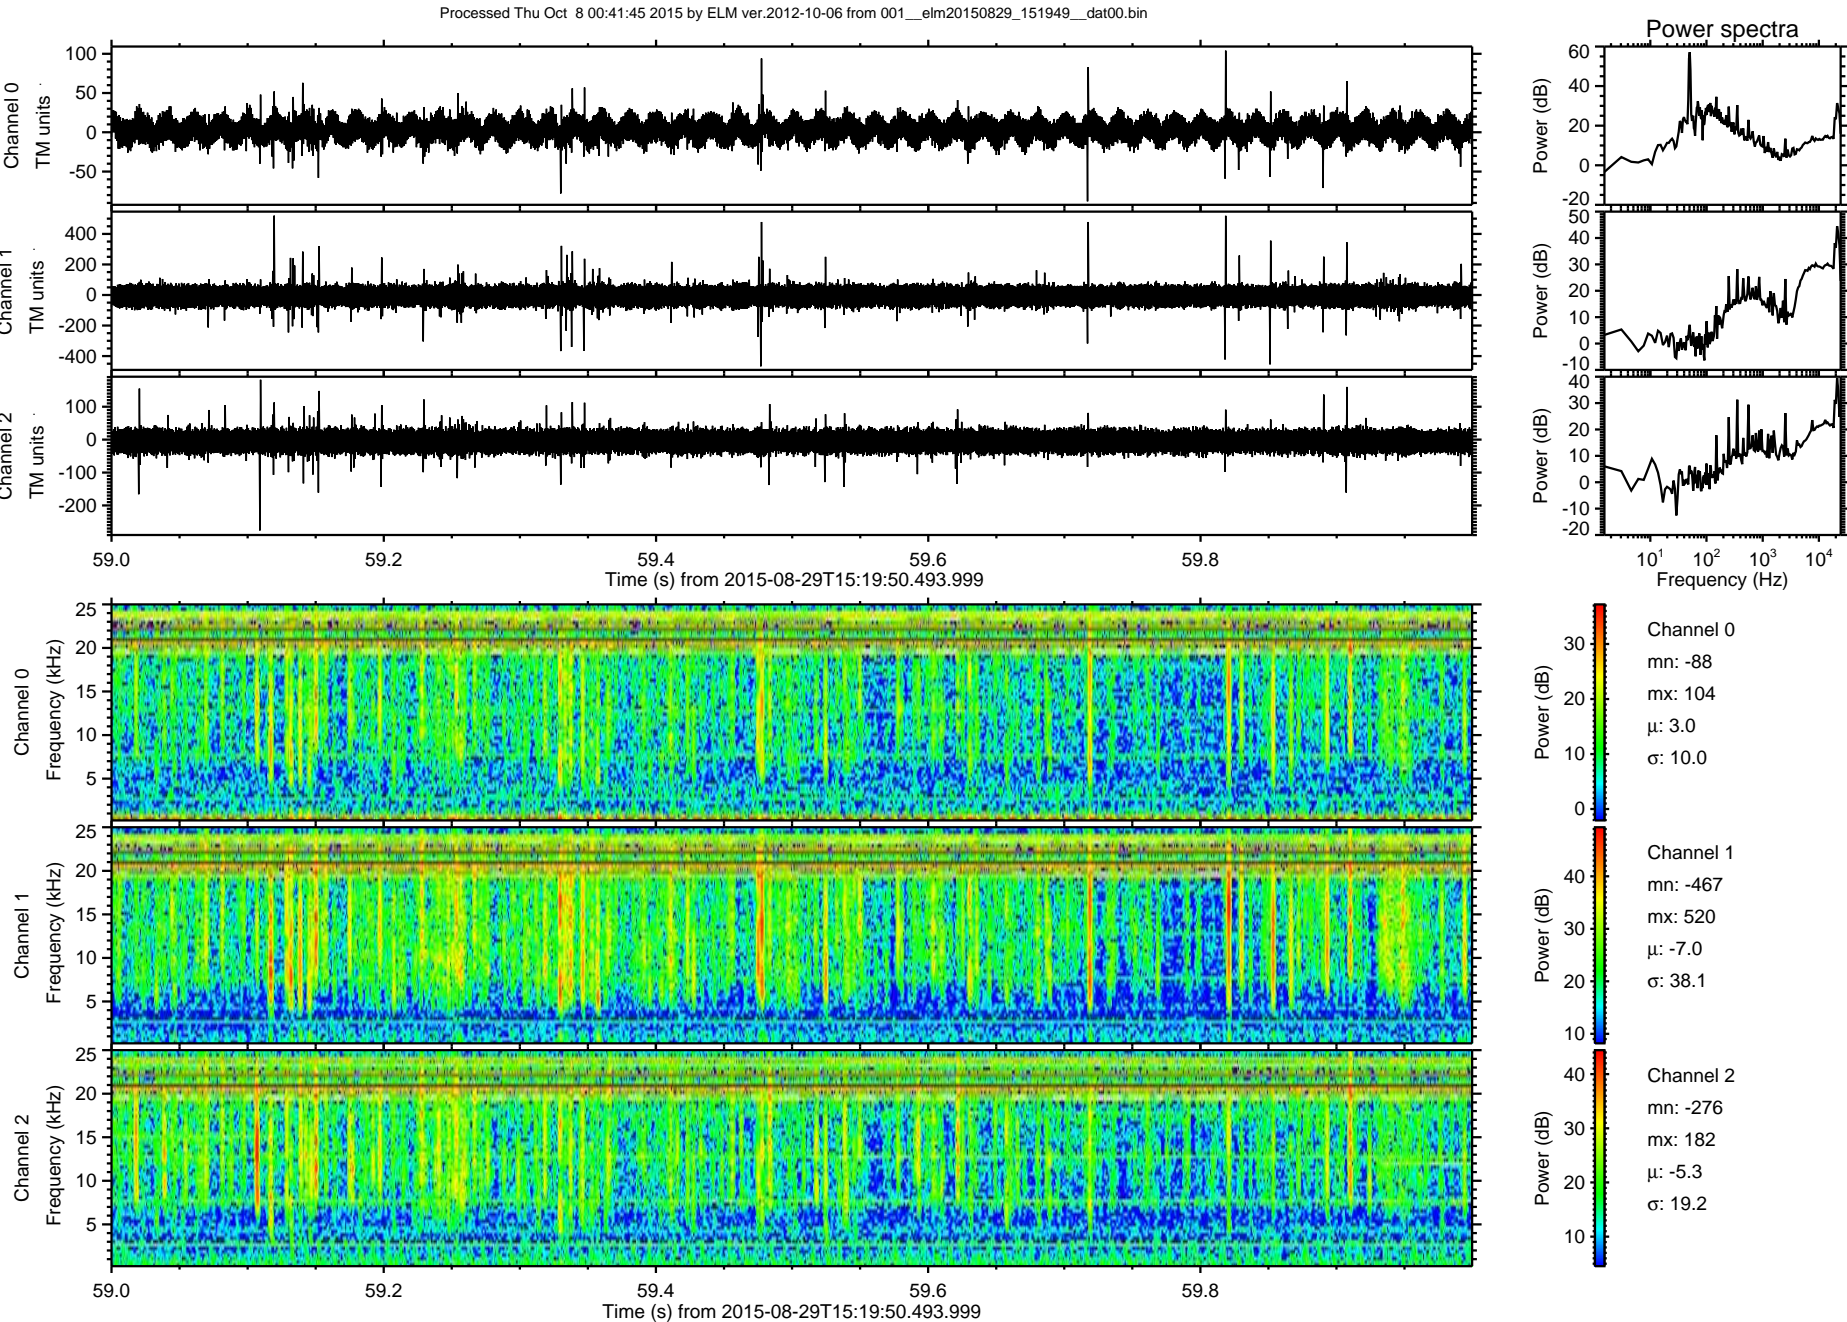 Processed Thu Oct  8 00:41:45 2015 by ELM ver.2012-10-06 from 001__elm20150829_151949__dat00.bin
Power spectra
Channel 0
TM units
100
50
0
-50
Power (dB)
60
40
20
0
-20
Channel 1
TM units
400
200
0
-200
-400
Power (dB)
50
40
30
20
10
0
-10
Channel 2
TM units
100
0
-100
-200
Power (dB)
40
30
20
10
0
-10
-20
59.0 59.2 59.4 59.6 59.8
Time (s) from 2015-08-29T15:19:50.493.999
10¹ 10² 10³ 10⁴
Frequency (Hz)
Channel 0
Frequency (kHz)
25
20
15
10
5
Power (dB)
30
20
10
0
Channel 0
mn: -88
mx: 104
μ: 3.0
σ: 10.0
Channel 1
Frequency (kHz)
25
20
15
10
5
Power (dB)
40
30
20
10
Channel 1
mn: -467
mx: 520
μ: -7.0
σ: 38.1
Channel 2
Frequency (kHz)
25
20
15
10
5
Power (dB)
40
30
20
10
Channel 2
mn: -276
mx: 182
μ: -5.3
σ: 19.2
59.0 59.2 59.4 59.6 59.8
Time (s) from 2015-08-29T15:19:50.493.999